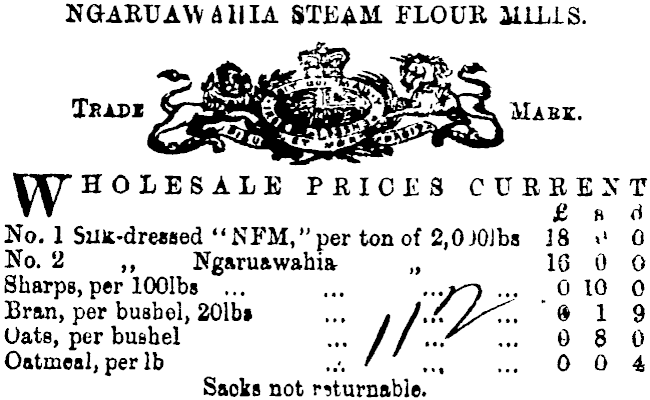 NGARUAWAHIA STEAM FLOUR MILLS.
TRADE MARK.
WHOLESALE PRICES CURRENT
£ s d
No. 1 Silk-dressed "NFM," per ton of 2,000lbs 18 0 0
No. 2 „ Ngaruawahia „ 16 0 0
Sharps, per 100lbs ... ... ... ... 0 10 0
Bran, per bushel, 20lbs ... ... ... 0 1 9
Oats, per bushel ... ... ... 0 8 0
Oatmeal, per lb ... ... ... 0 0 4
112
Sacks not returnable.